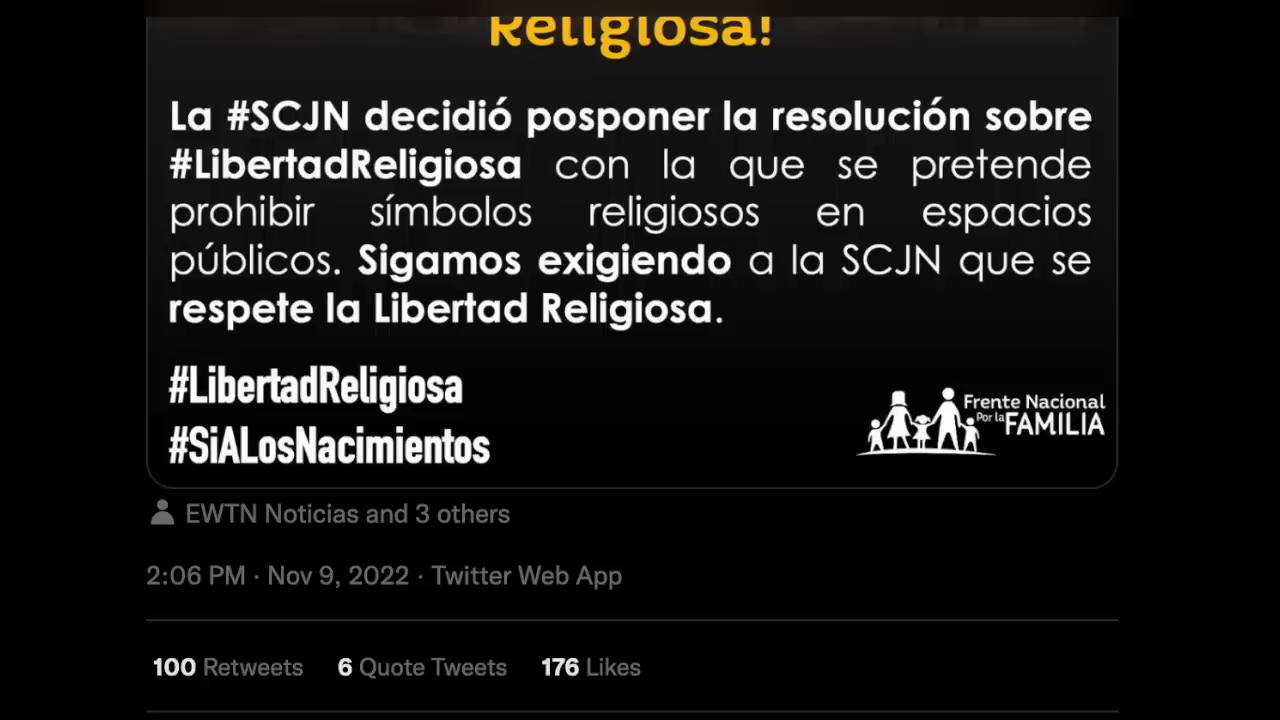 Religiosa!
La #SCJN decidió posponer la resolución sobre
#LibertadReligiosa con la que se pretende
prohibir símbolos religiosos en espacios
públicos. Sigamos exigiendo a la SCJN que se
respete la Libertad Religiosa.
#LibertadReligiosa
#SiALosNacimientos
Frente Nacional
Por la FAMILIA
EWTN Noticias and 3 others
2:06 PM · Nov 9, 2022 · Twitter Web App
100 Retweets 6 Quote Tweets 176 Likes